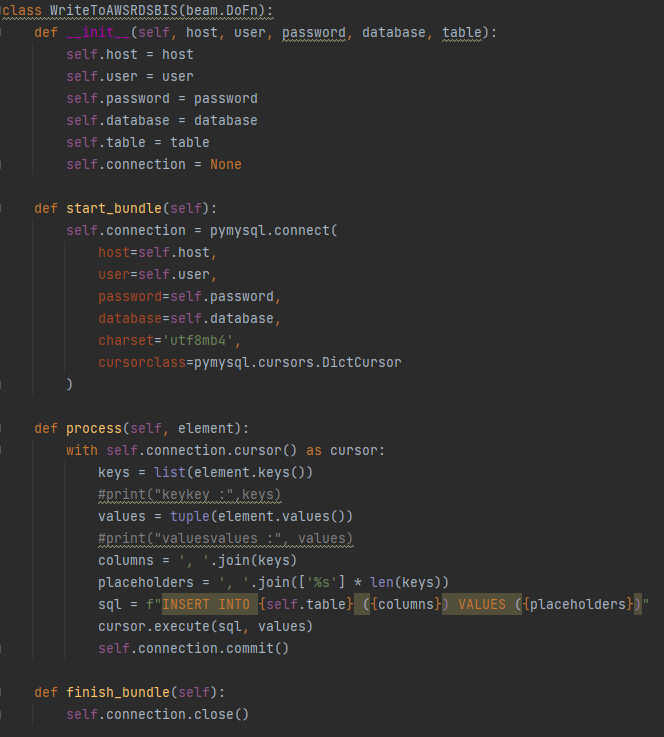 class WriteToAWSRDSBIS(beam.DoFn):
    def __init__(self, host, user, password, database, table):
        self.host = host
        self.user = user
        self.password = password
        self.database = database
        self.table = table
        self.connection = None

    def start_bundle(self):
        self.connection = pymysql.connect(
            host=self.host,
            user=self.user,
            password=self.password,
            database=self.database,
            charset='utf8mb4',
            cursorclass=pymysql.cursors.DictCursor
        )

    def process(self, element):
        with self.connection.cursor() as cursor:
            keys = list(element.keys())
            #print("keykey :",keys)
            values = tuple(element.values())
            #print("valuesvalues :", values)
            columns = ', '.join(keys)
            placeholders = ', '.join(['%s'] * len(keys))
            sql = f"INSERT INTO {self.table} ({columns}) VALUES ({placeholders})"
            cursor.execute(sql, values)
            self.connection.commit()

    def finish_bundle(self):
        self.connection.close()